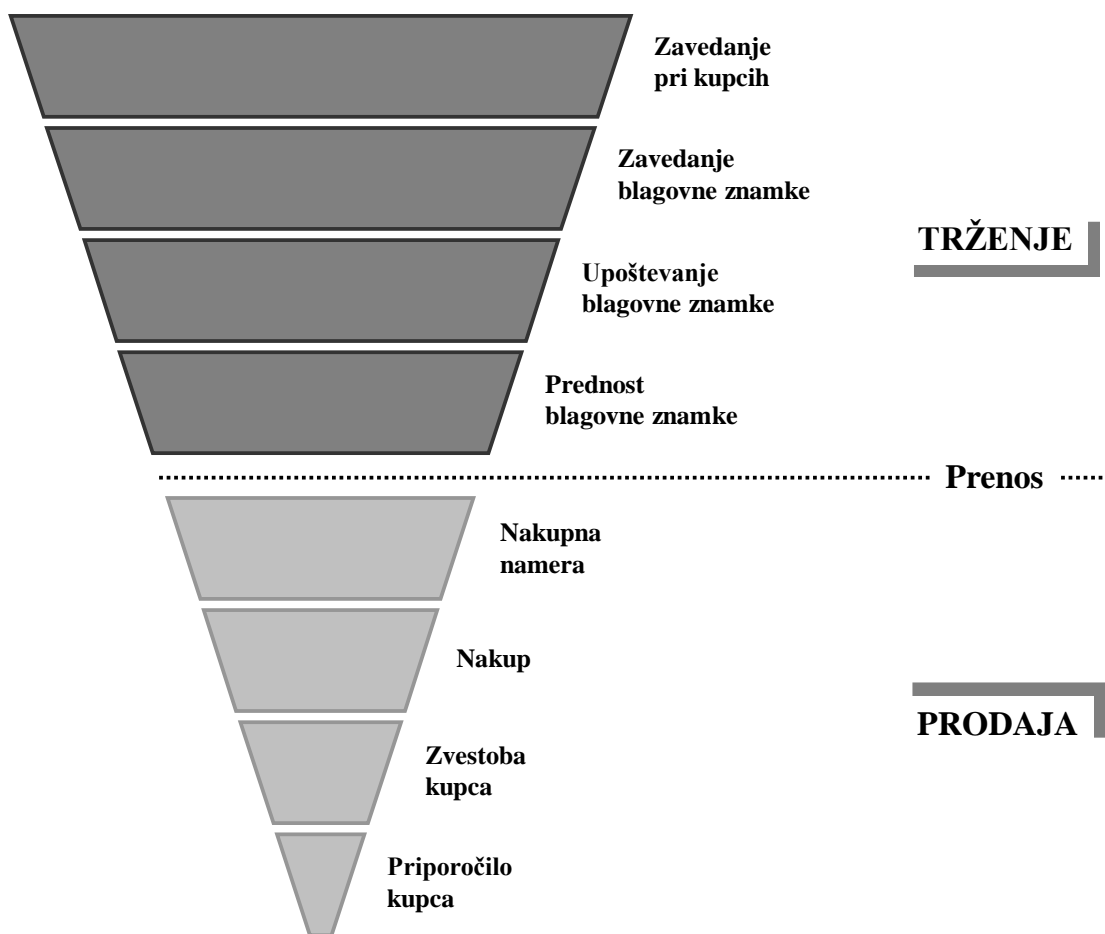 Zavedanje
pri kupcih
Zavedanje
blagovne znamke
TRŽENJE
Upoštevanje
blagovne znamke
Prednost
blagovne znamke
Prenos
Nakupna
namera
Nakup
PRODAJA
Zvestoba
kupca
Priporočilo
kupca